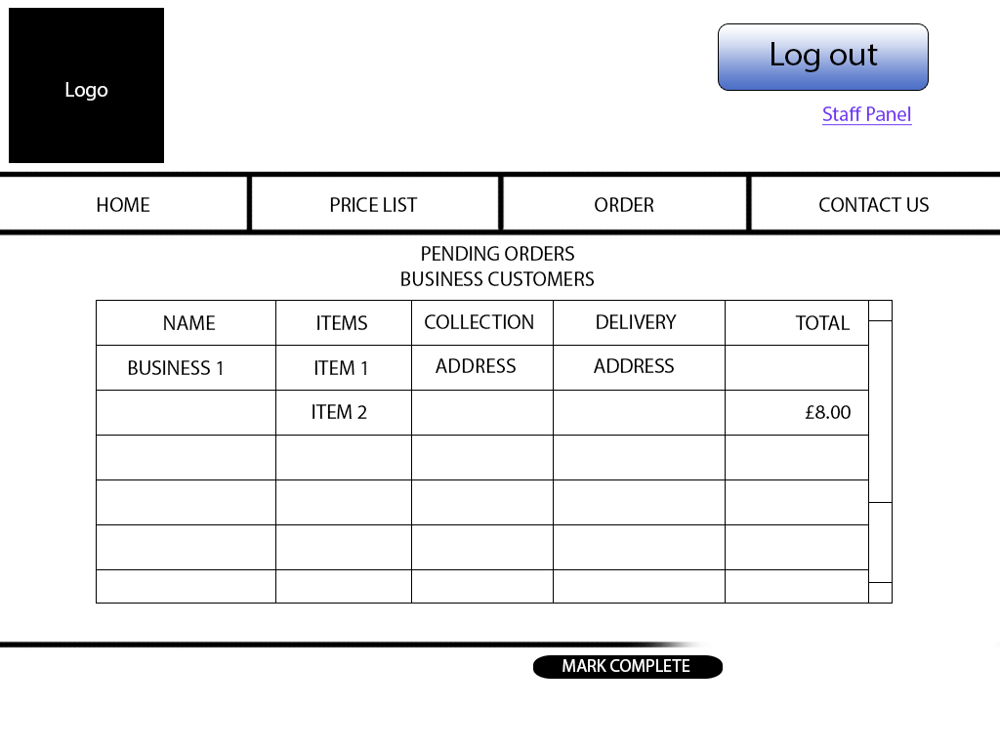 Logo
Log out
Staff Panel
HOME PRICE LIST ORDER CONTACT US
PENDING ORDERS
BUSINESS CUSTOMERS
NAME ITEMS COLLECTION DELIVERY TOTAL
BUSINESS 1 ITEM 1 ADDRESS ADDRESS
ITEM 2 £8.00
MARK COMPLETE